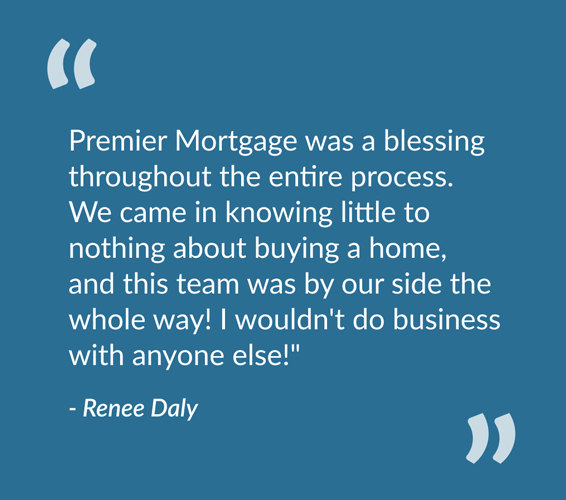 Premier Mortgage was a blessing
throughout the entire process.
We came in knowing little to
nothing about buying a home,
and this team was by our side the
whole way! I wouldn't do business
with anyone else!"
- Renee Daly